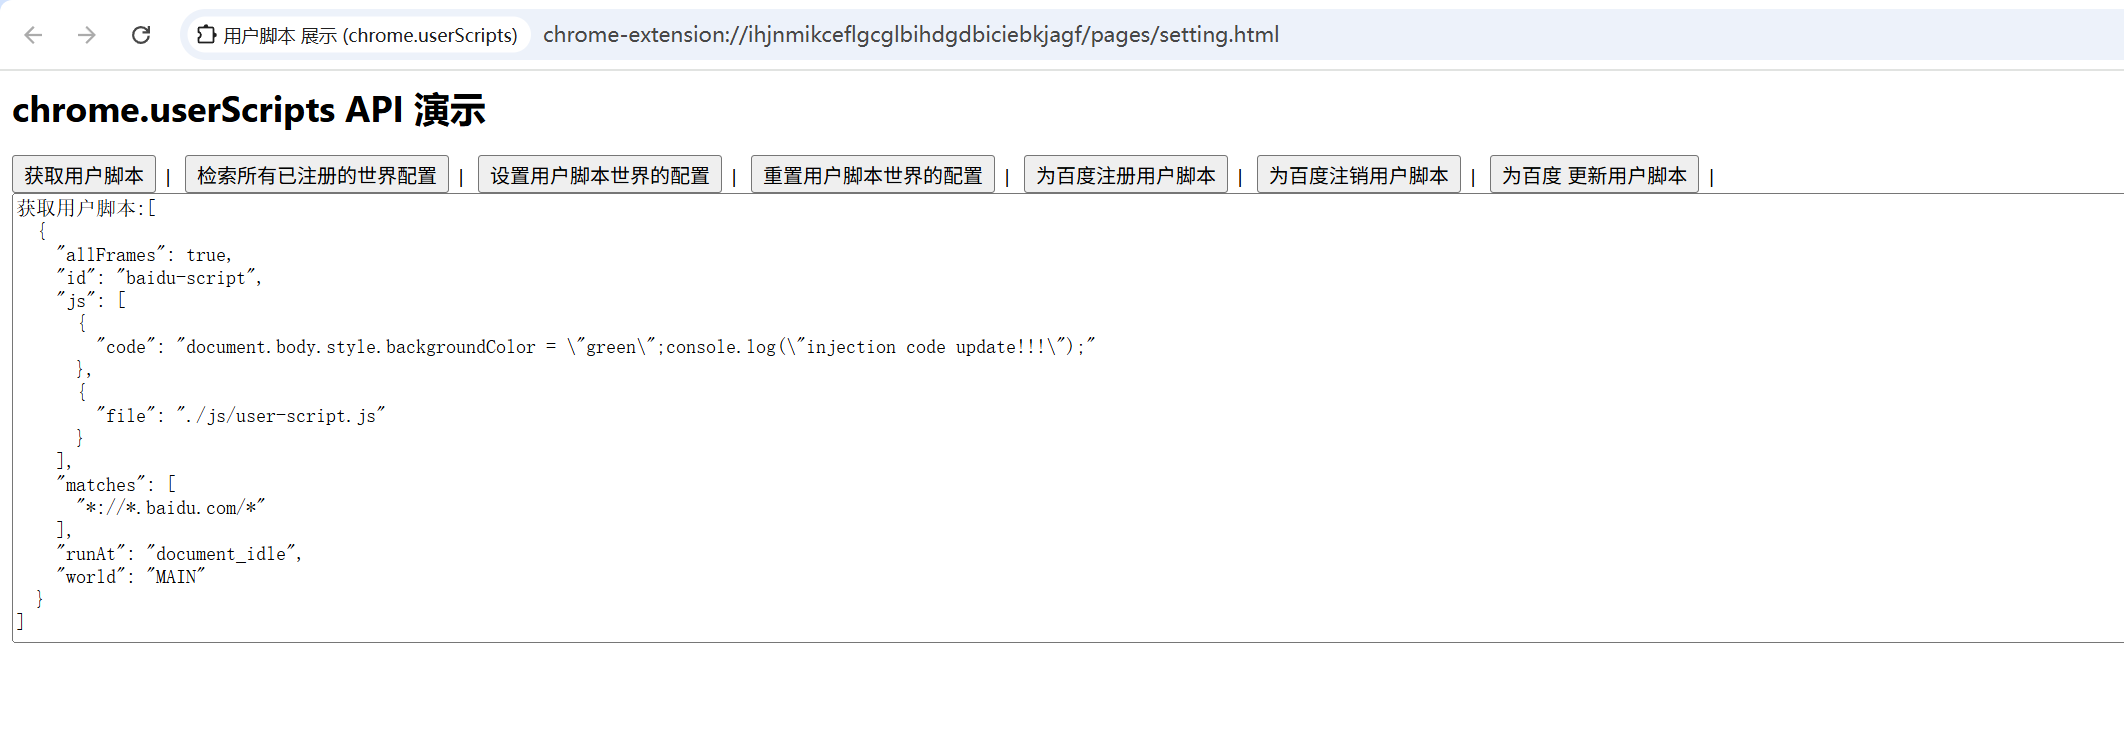 用户脚本 展示 (chrome.userScripts) chrome-extension://ihjnmikceflgcglbihdgdbiciebkjagf/pages/setting.html
chrome.userScripts API 演示
获取用户脚本 | 检索所有已注册的世界配置 | 设置用户脚本世界的配置 | 重置用户脚本世界的配置 | 为百度注册用户脚本 | 为百度注销用户脚本 | 为百度 更新用户脚本 |
获取用户脚本:[
  {
    "allFrames": true,
    "id": "baidu-script",
    "js": [
      {
        "code": "document.body.style.backgroundColor = \"green\";console.log(\"injection code update!!!\");"
      },
      {
        "file": "./js/user-script.js"
      }
    ],
    "matches": [
      "*://*.baidu.com/*"
    ],
    "runAt": "document_idle",
    "world": "MAIN"
  }
]